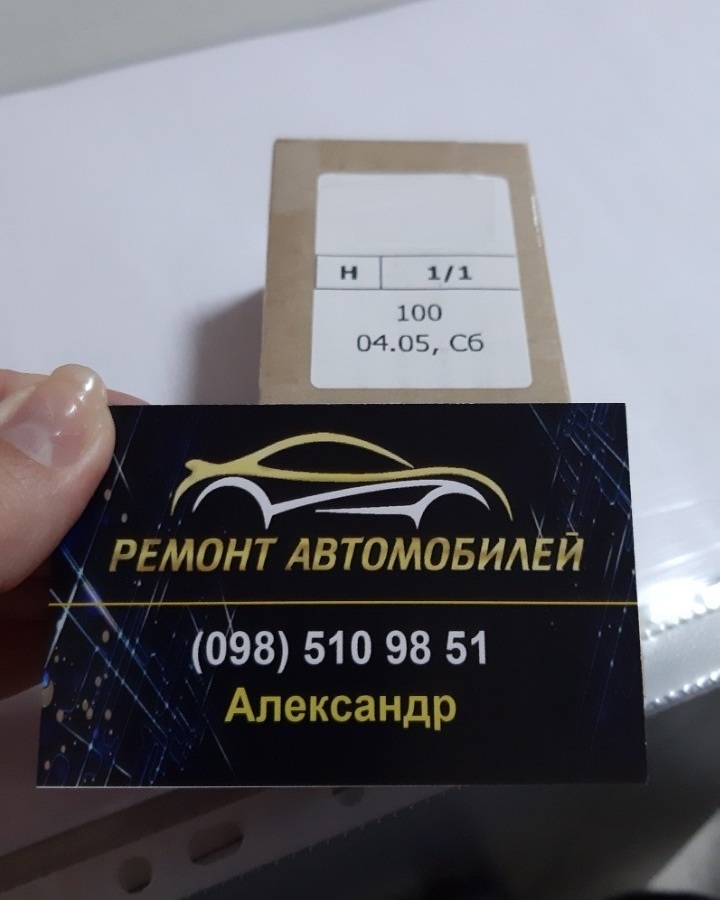 Н 1/1
100
04.05, Сб
РЕМОНТ АВТОМОБИЛЕЙ
(098) 510 98 51
Александр